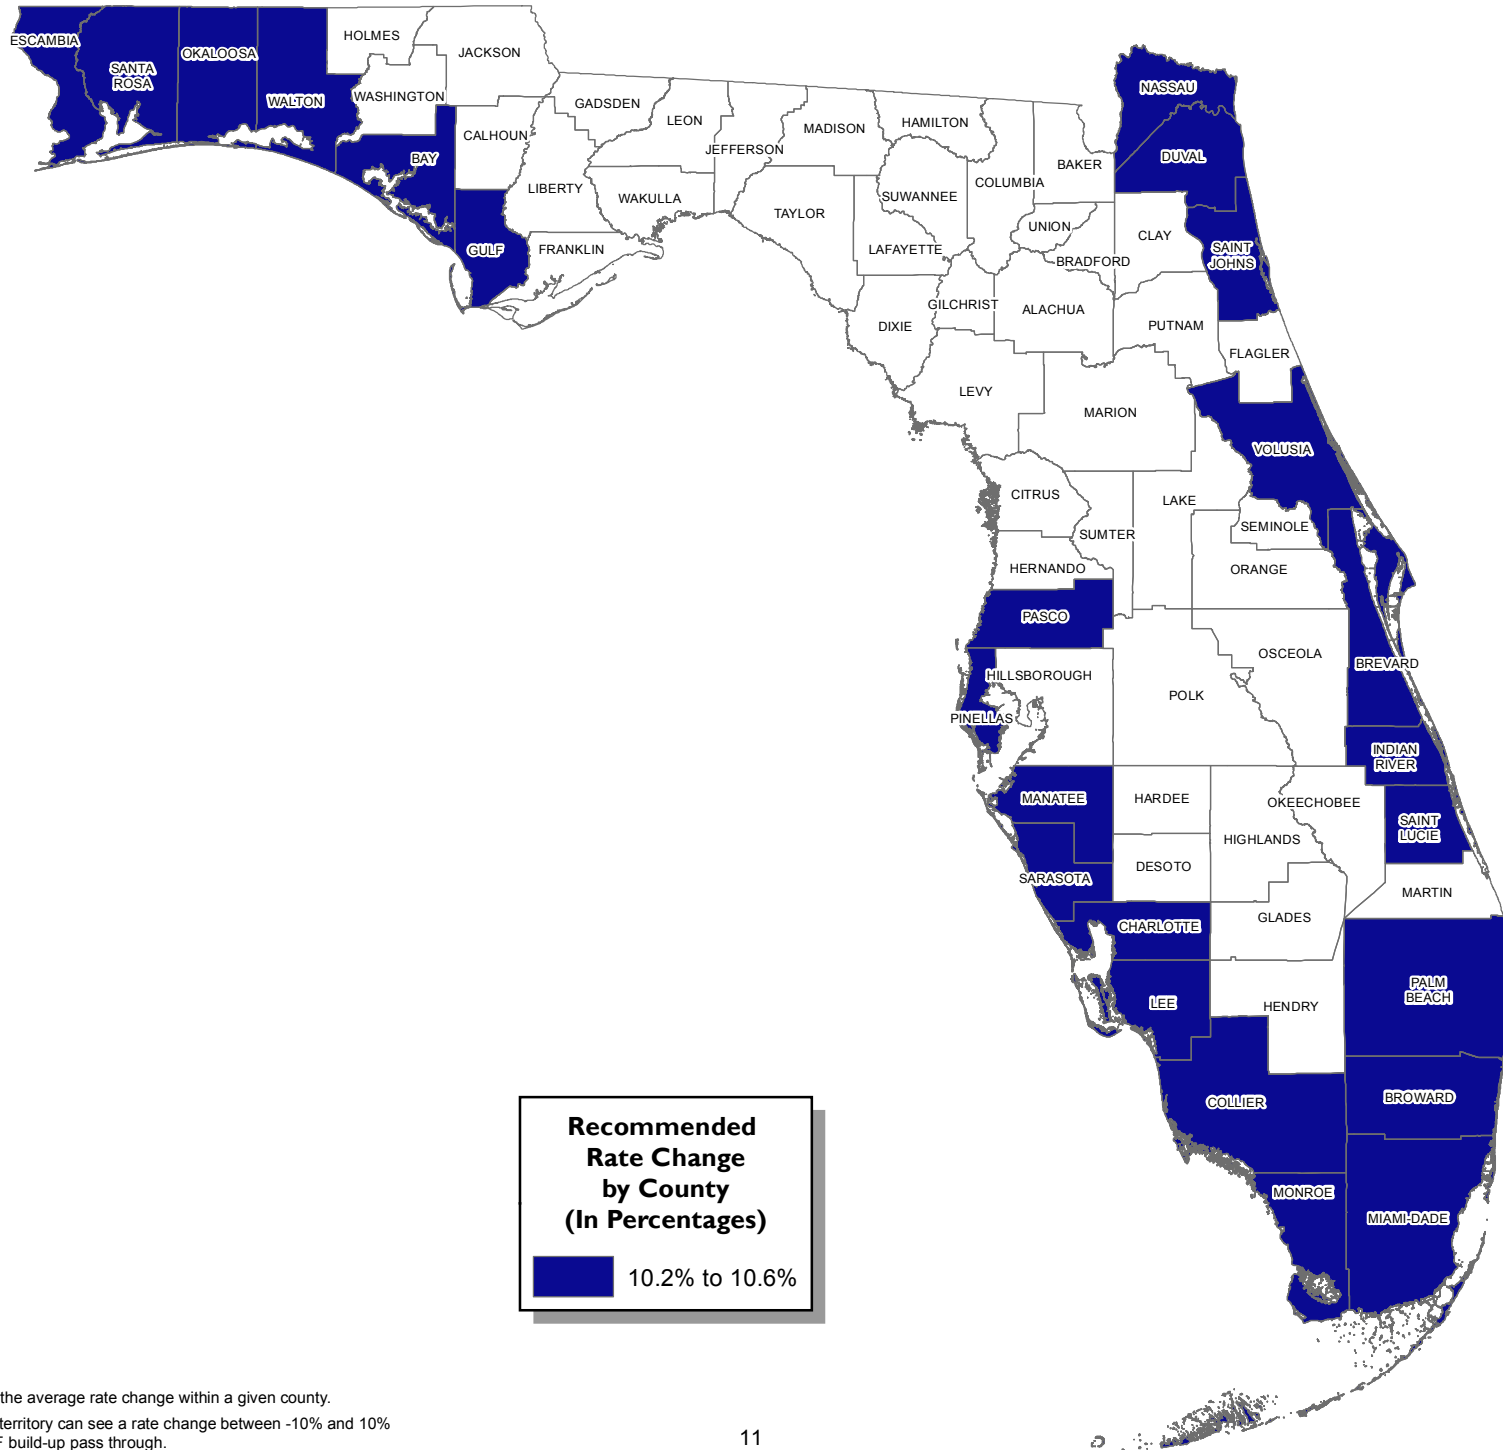 ESCAMBIA
SANTA
ROSA
OKALOOSA
WALTON
HOLMES
WASHINGTON
JACKSON
BAY
CALHOUN
GULF
GADSDEN
LIBERTY
FRANKLIN
LEON
WAKULLA
JEFFERSON
MADISON
TAYLOR
HAMILTON
SUWANNEE
LAFAYETTE
COLUMBIA
BAKER
NASSAU
DUVAL
UNION
BRADFORD
CLAY
SAINT
JOHNS
DIXIE
GILCHRIST
ALACHUA
PUTNAM
FLAGLER
LEVY
MARION
VOLUSIA
CITRUS
SUMTER
LAKE
SEMINOLE
ORANGE
HERNANDO
PASCO
HILLSBOROUGH
PINELLAS
POLK
OSCEOLA
BREVARD
INDIAN
RIVER
MANATEE
HARDEE
HIGHLANDS
OKEECHOBEE
SAINT
LUCIE
SARASOTA
DESOTO
MARTIN
CHARLOTTE
GLADES
LEE
HENDRY
PALM
BEACH
COLLIER
BROWARD
MONROE
MIAMI-DADE
Recommended
Rate Change
by County
(In Percentages)
10.2% to 10.6%
the average rate change within a given county.
territory can see a rate change between -10% and 10%
build-up pass through.
11